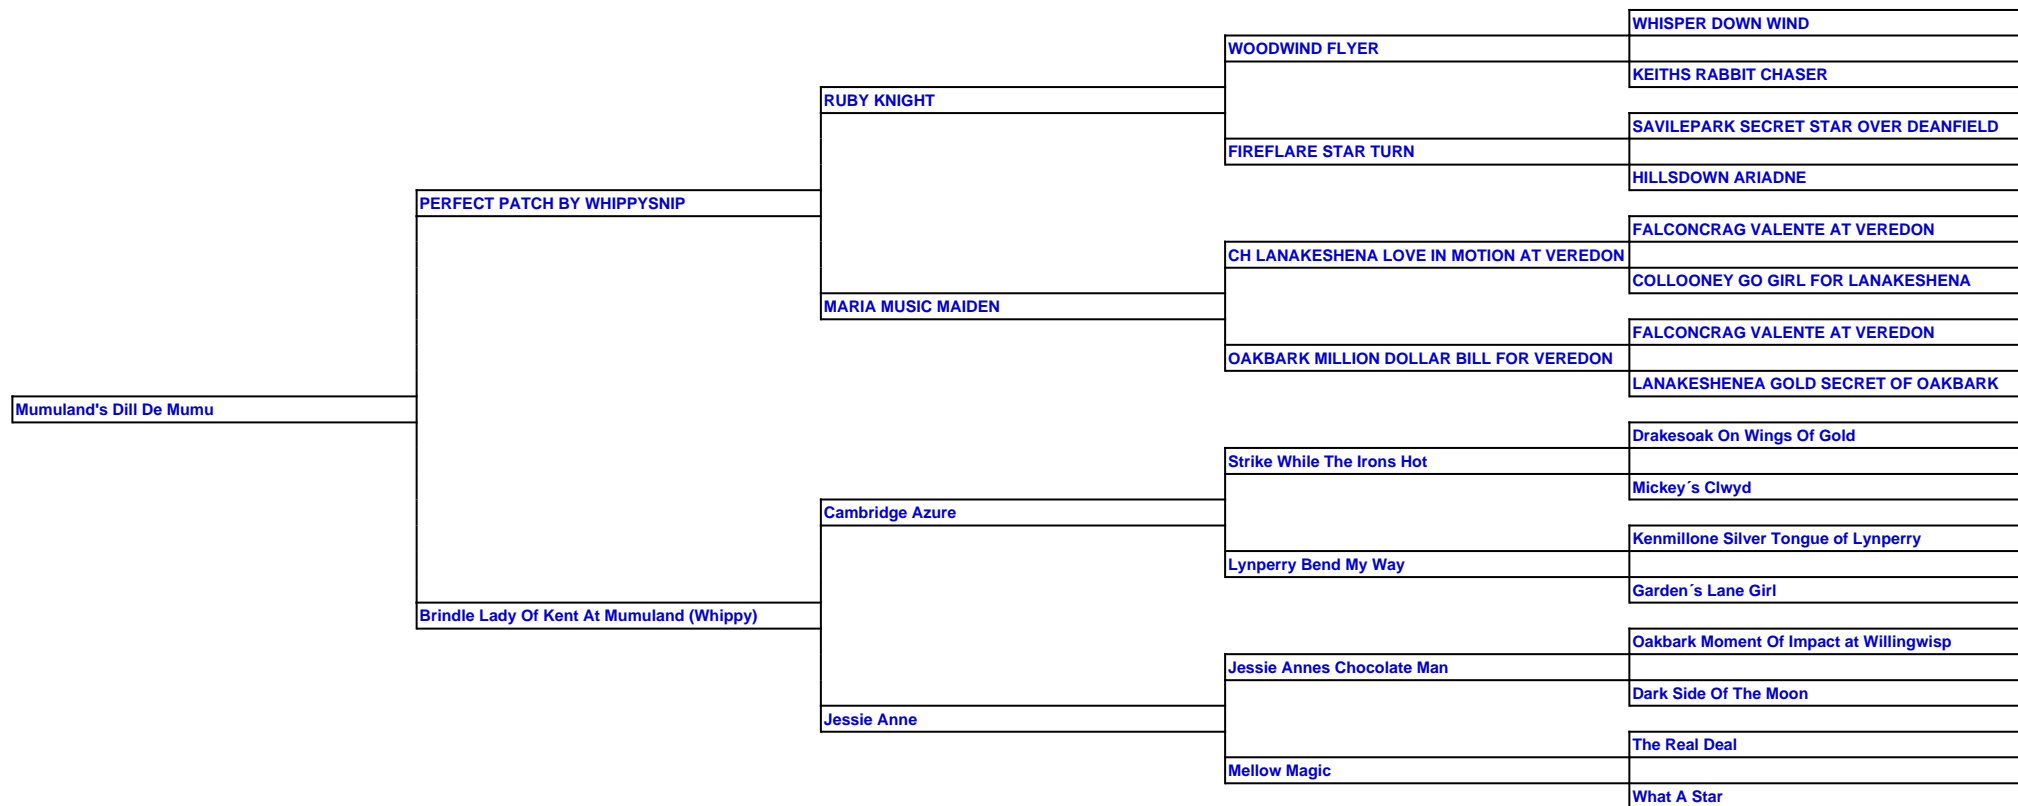 WHISPER DOWN WIND
WOODWIND FLYER
KEITHS RABBIT CHASER
RUBY KNIGHT
SAVILEPARK SECRET STAR OVER DEANFIELD
FIREFLARE STAR TURN
HILLSDOWN ARIADNE
PERFECT PATCH BY WHIPPYSNIP
FALCONCRAG VALENTE AT VEREDON
CH LANAKESHENA LOVE IN MOTION AT VEREDON
COLLOONEY GO GIRL FOR LANAKESHENA
MARIA MUSIC MAIDEN
FALCONCRAG VALENTE AT VEREDON
OAKBARK MILLION DOLLAR BILL FOR VEREDON
LANAKESHENEA GOLD SECRET OF OAKBARK
Mumuland's Dill De Mumu
Drakesoak On Wings Of Gold
Strike While The Irons Hot
Mickey´s Clwyd
Cambridge Azure
Kenmillone Silver Tongue of Lynperry
Lynperry Bend My Way
Garden´s Lane Girl
Brindle Lady Of Kent At Mumuland (Whippy)
Oakbark Moment Of Impact at Willingwisp
Jessie Annes Chocolate Man
Dark Side Of The Moon
Jessie Anne
The Real Deal
Mellow Magic
What A Star